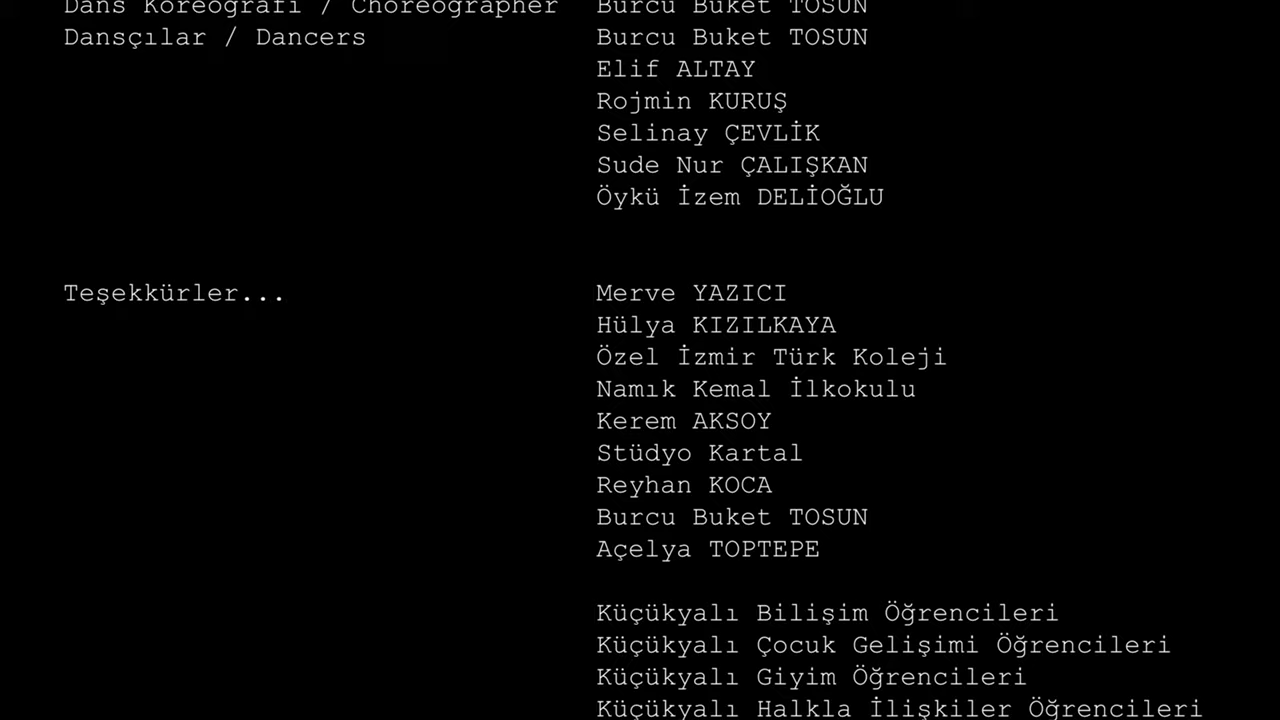 Dans Koreografı / Choreographer Burcu Buket TOSUN
Dansçılar / Dancers Burcu Buket TOSUN
Elif ALTAY
Rojmin KURUŞ
Selinay ÇEVLİK
Sude Nur ÇALIŞKAN
Öykü İzem DELİOĞLU
Teşekkürler... Merve YAZICI
Hülya KIZILKAYA
Özel İzmir Türk Koleji
Namık Kemal İlkokulu
Kerem AKSOY
Stüdyo Kartal
Reyhan KOCA
Burcu Buket TOSUN
Açelya TOPTEPE
Küçükyalı Bilişim Öğrencileri
Küçükyalı Çocuk Gelişimi Öğrencileri
Küçükyalı Giyim Öğrencileri
Küçükyalı Halkla İlişkiler Öğrencileri